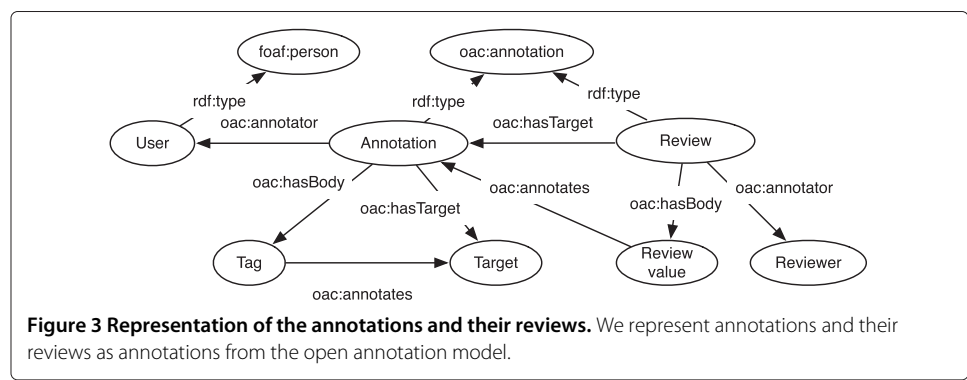 foaf:person
oac:annotation
rdf:type
rdf:type
rdf:type
oac:annotator
oac:hasTarget
User
Annotation
Review
oac:hasBody
oac:hasTarget
oac:annotates
oac:hasBody
oac:annotator
Tag
Target
Review
value
Reviewer
oac:annotates
Figure 3 Representation of the annotations and their reviews. We represent annotations and their
reviews as annotations from the open annotation model.